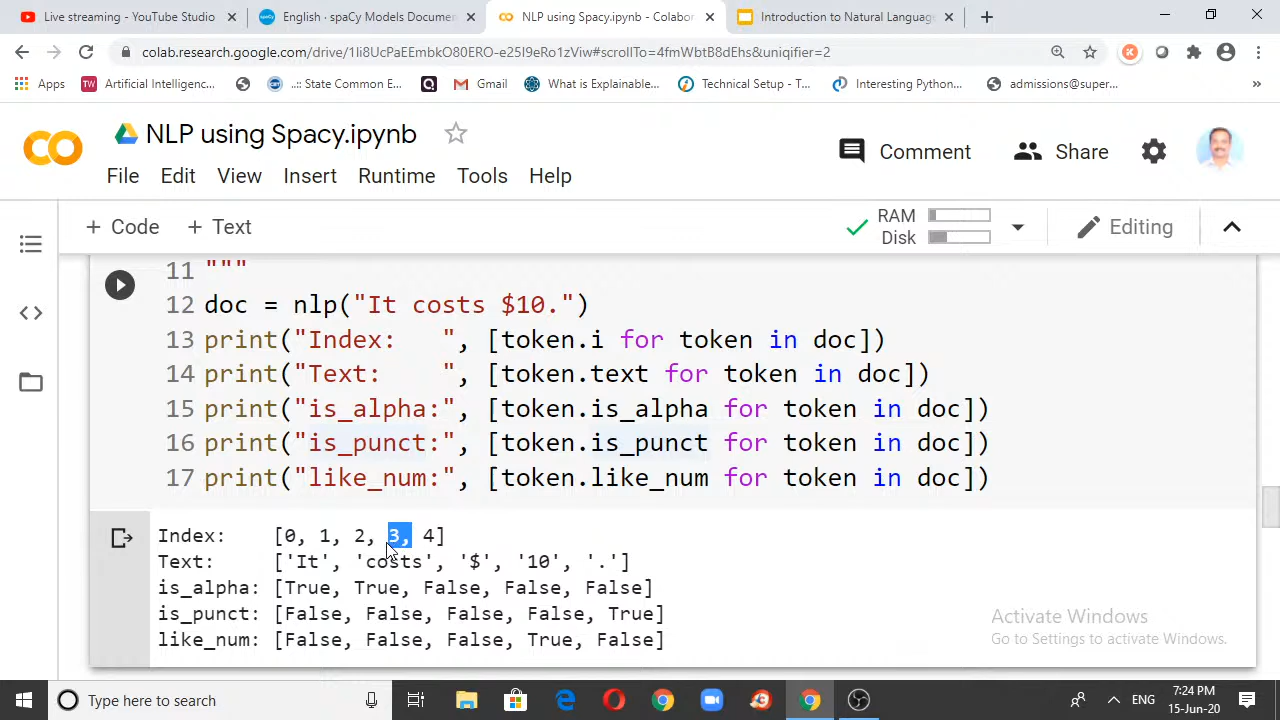 Live streaming - YouTube Studio
English · spaCy Models Docume
NLP using Spacy.ipynb - Colabor
Introduction to Natural Languag
colab.research.google.com/drive/1Ii8UcPaEEmbkO80ERO-e25I9eRo1zViw#scrollTo=4fmWbtB8dEhs&uniqifier=2
Apps
Artificial Intelligenc...
..:: State Common E...
Gmail
What is Explainable...
Technical Setup - T...
Interesting Python...
admissions@super...
NLP using Spacy.ipynb
Comment
Share
File Edit View Insert Runtime Tools Help
+ Code + Text
RAM
Disk
Editing
11 """
12 doc = nlp("It costs $10.")
13 print("Index:   ", [token.i for token in doc])
14 print("Text:    ", [token.text for token in doc])
15 print("is_alpha:", [token.is_alpha for token in doc])
16 print("is_punct:", [token.is_punct for token in doc])
17 print("like_num:", [token.like_num for token in doc])
Index:    [0, 1, 2, 3, 4]
Text:     ['It', 'costs', '$', '10', '.']
is_alpha: [True, True, False, False, False]
is_punct: [False, False, False, False, True]
like_num: [False, False, False, True, False]
Activate Windows
Go to Settings to activate Windows.
Type here to search
ENG
7:24 PM
15-Jun-20